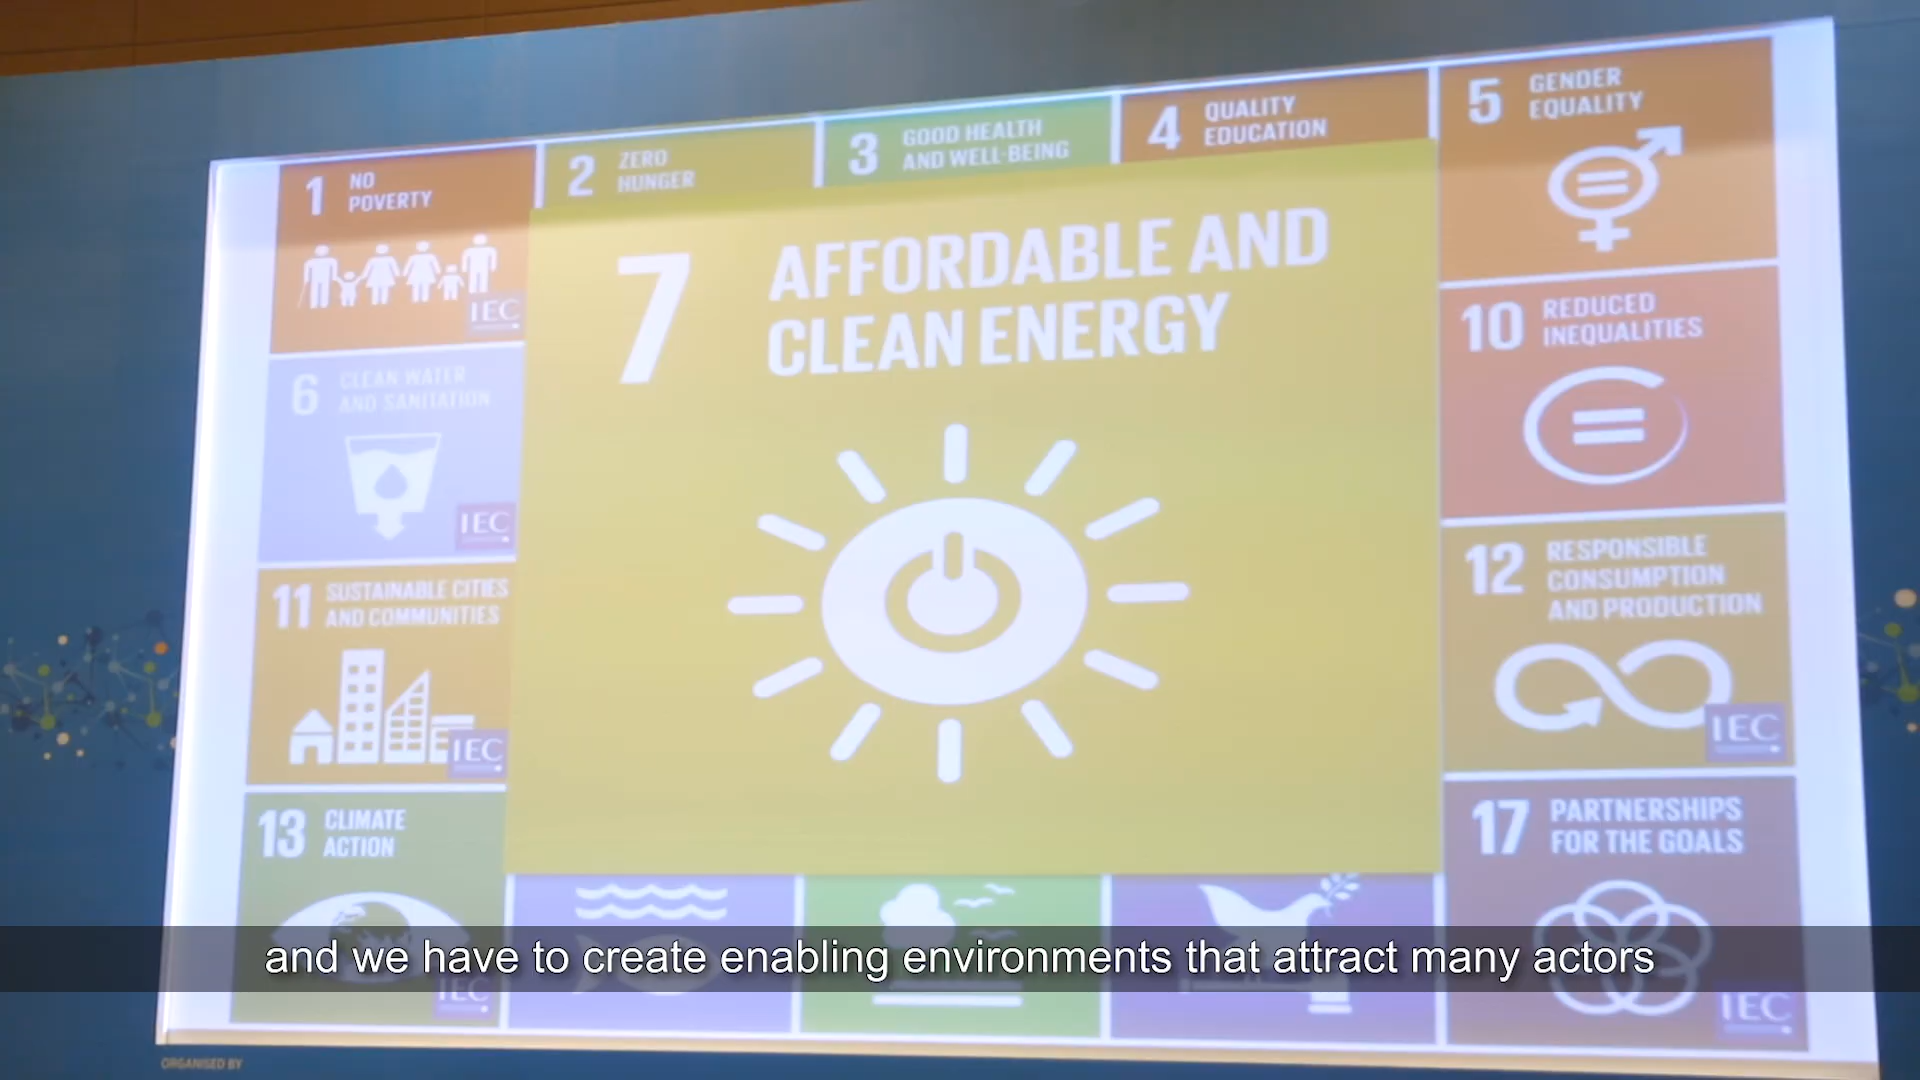 1 NO
POVERTY
IEC
2 ZERO
HUNGER
3 GOOD HEALTH
AND WELL-BEING
4 QUALITY
EDUCATION
5 GENDER
EQUALITY
6 CLEAN WATER
AND SANITATION
IEC
7 AFFORDABLE AND
CLEAN ENERGY
10 REDUCED
INEQUALITIES
11 SUSTAINABLE CITIES
AND COMMUNITIES
IEC
12 RESPONSIBLE
CONSUMPTION
AND PRODUCTION
IEC
13 CLIMATE
ACTION
IEC
17 PARTNERSHIPS
FOR THE GOALS
IEC
and we have to create enabling environments that attract many actors
ORGANISED BY